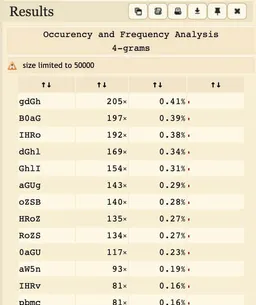 Results
Occurency and Frequency Analysis
4-grams
⚠ size limited to 50000
↑↓ ↑↓ ↑↓ ↑↓
gdGh 205× 0.41%
B0aG 197× 0.39%
IHRo 192× 0.38%
dGhl 169× 0.34%
GhlI 154× 0.31%
aGUg 143× 0.29%
oZSB 140× 0.28%
HRoZ 135× 0.27%
RoZS 134× 0.27%
0aGU 117× 0.23%
aW5n 93× 0.19%
IHRv 81× 0.16%
pbmc 81× 0.16%